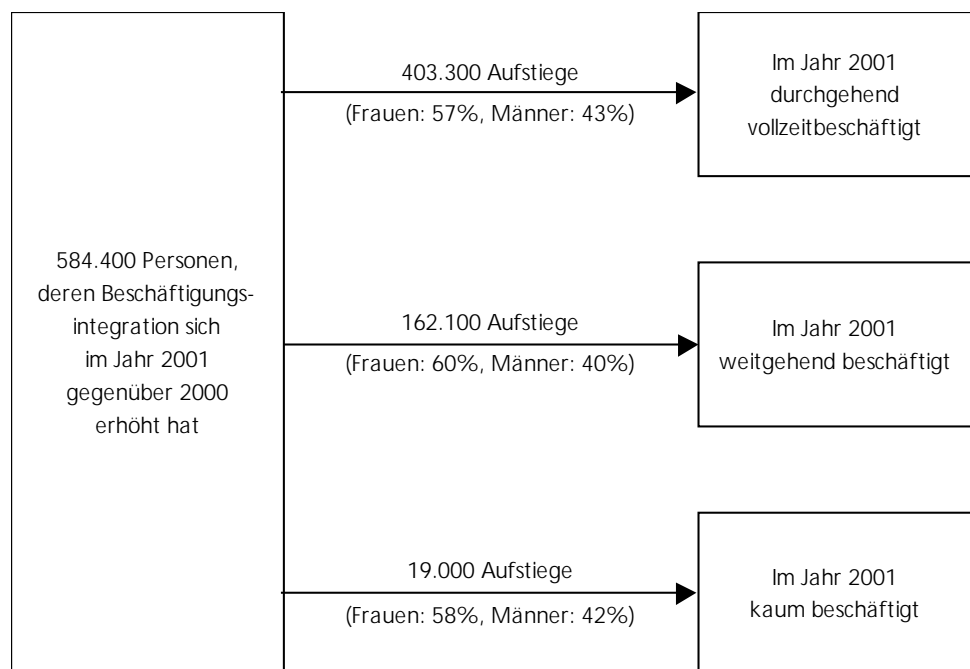 584.400 Personen,
deren Beschäftigungs-
integration sich
im Jahr 2001
gegenüber 2000
erhöht hat
403.300 Aufstiege
(Frauen: 57%, Männer: 43%)
Im Jahr 2001
durchgehend
vollzeitbeschäftigt
162.100 Aufstiege
(Frauen: 60%, Männer: 40%)
Im Jahr 2001
weitgehend beschäftigt
19.000 Aufstiege
(Frauen: 58%, Männer: 42%)
Im Jahr 2001
kaum beschäftigt